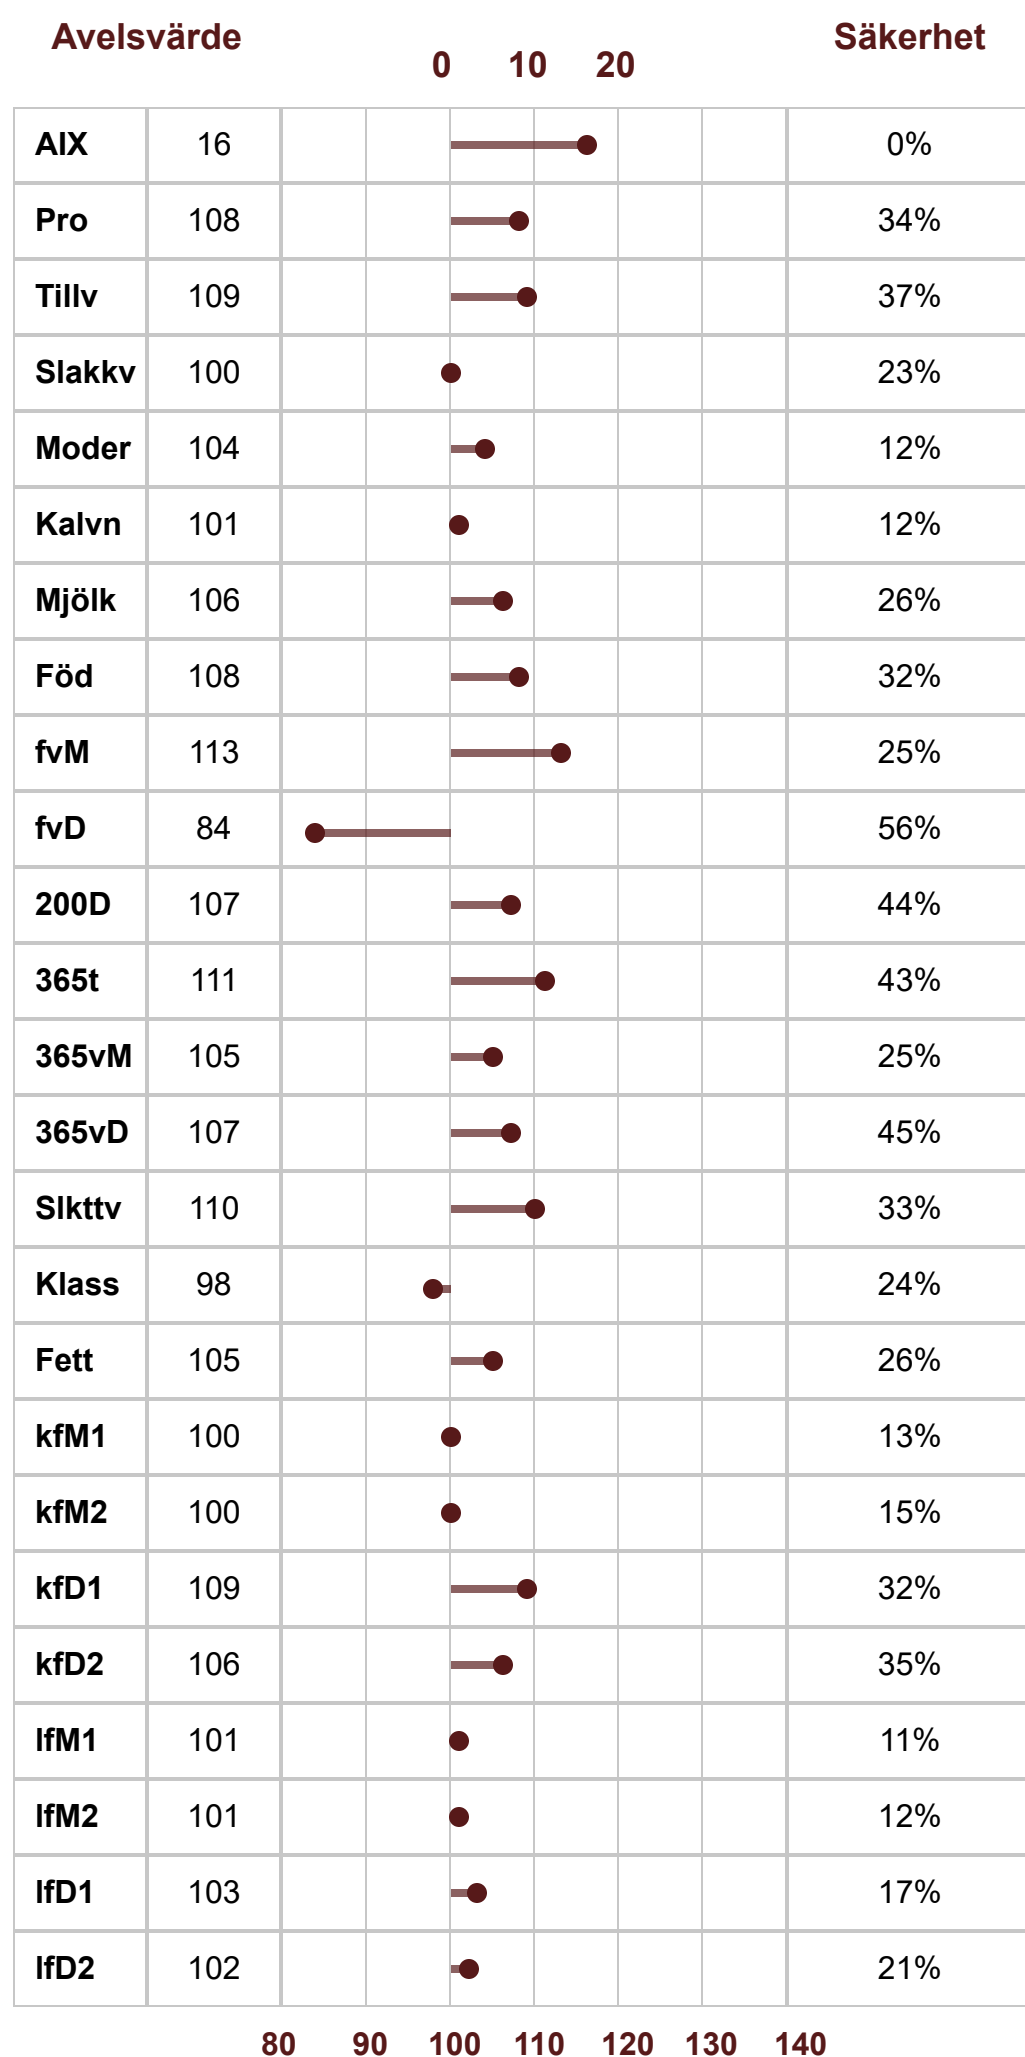 Avelsvärde Säkerhet
0 10 20
AIX 16 0%
Pro 108 34%
Tillv 109 37%
Slakkv 100 23%
Moder 104 12%
Kalvn 101 12%
Mjölk 106 26%
Föd 108 32%
fvM 113 25%
fvD 84 56%
200D 107 44%
365t 111 43%
365vM 105 25%
365vD 107 45%
Slkttv 110 33%
Klass 98 24%
Fett 105 26%
kfM1 100 13%
kfM2 100 15%
kfD1 109 32%
kfD2 106 35%
lfM1 101 11%
lfM2 101 12%
lfD1 103 17%
lfD2 102 21%
80 90 100 110 120 130 140